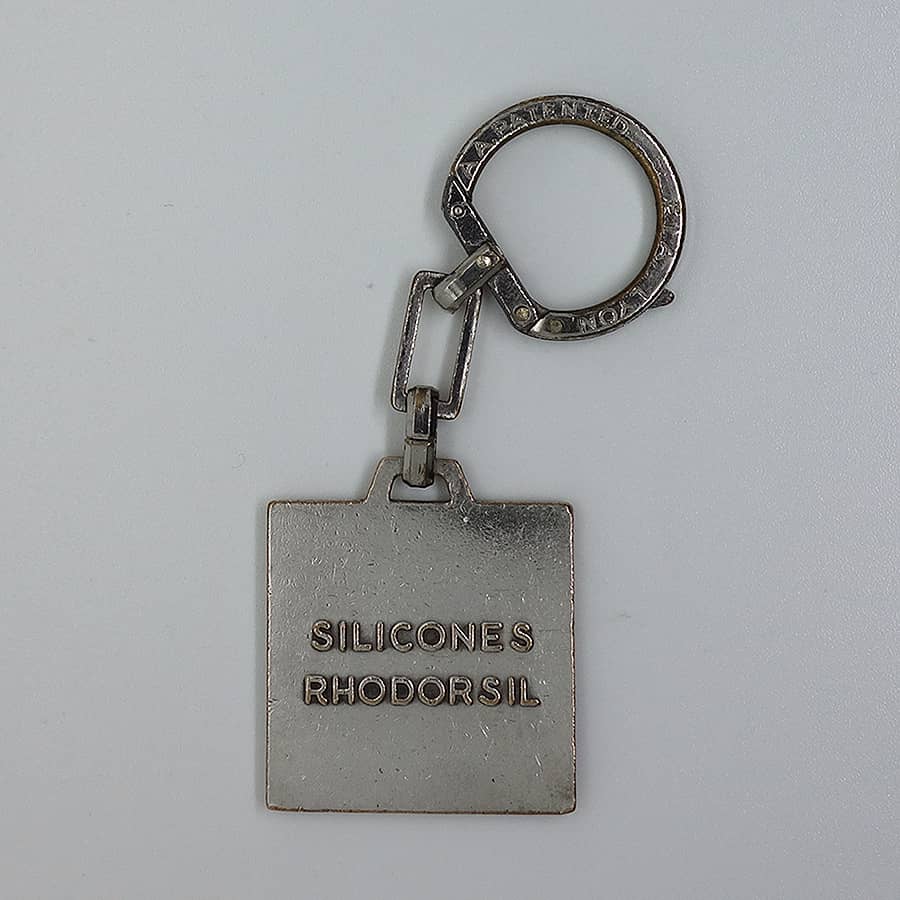 A A. PATENTED
LYON
SILICONES
RHODORSIL